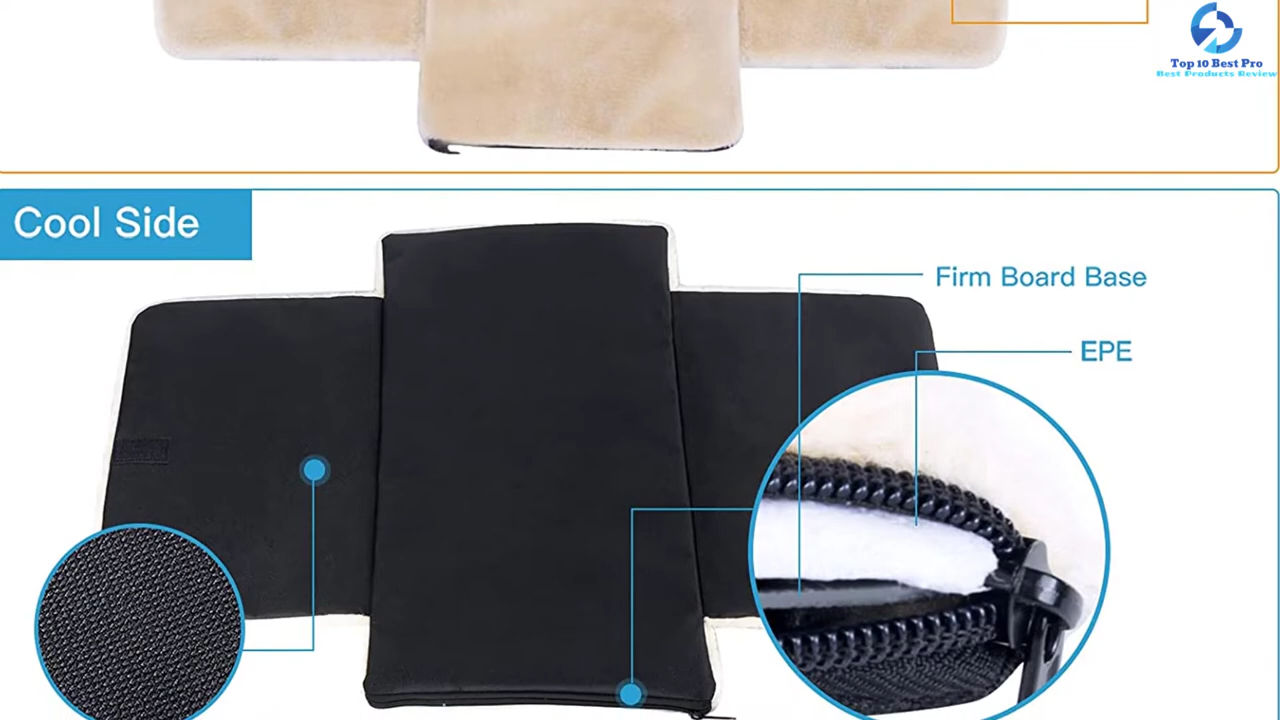 Top 10 Best Pro
Best Products Review
Cool Side
Firm Board Base
EPE